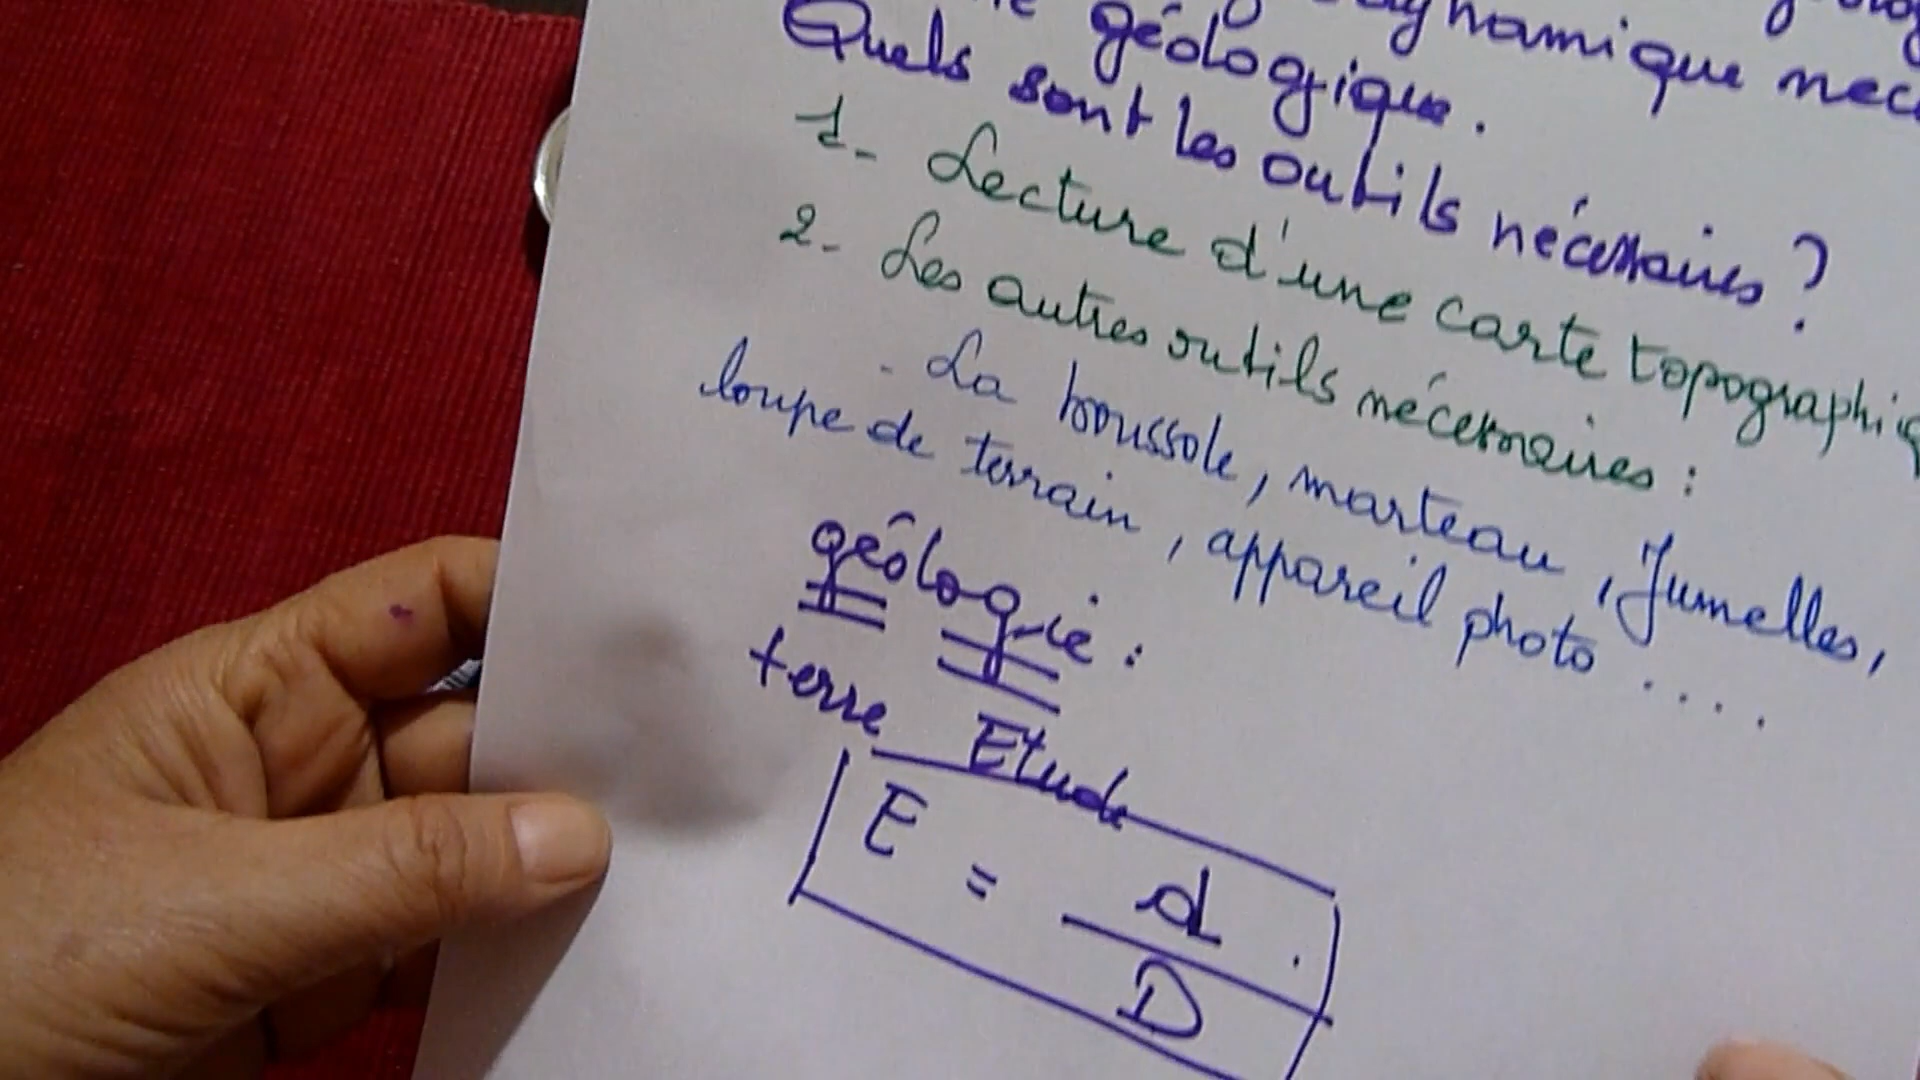 géodynamique
géologique.
Quels sont les outils nécessaires ?
1- Lecture d'une carte topographiq
2- Les autres outils nécessaires :
- La boussole, marteau, Jumelles,
loupe de terrain, appareil photo ....
géologie :
terre Etude
E = d
D